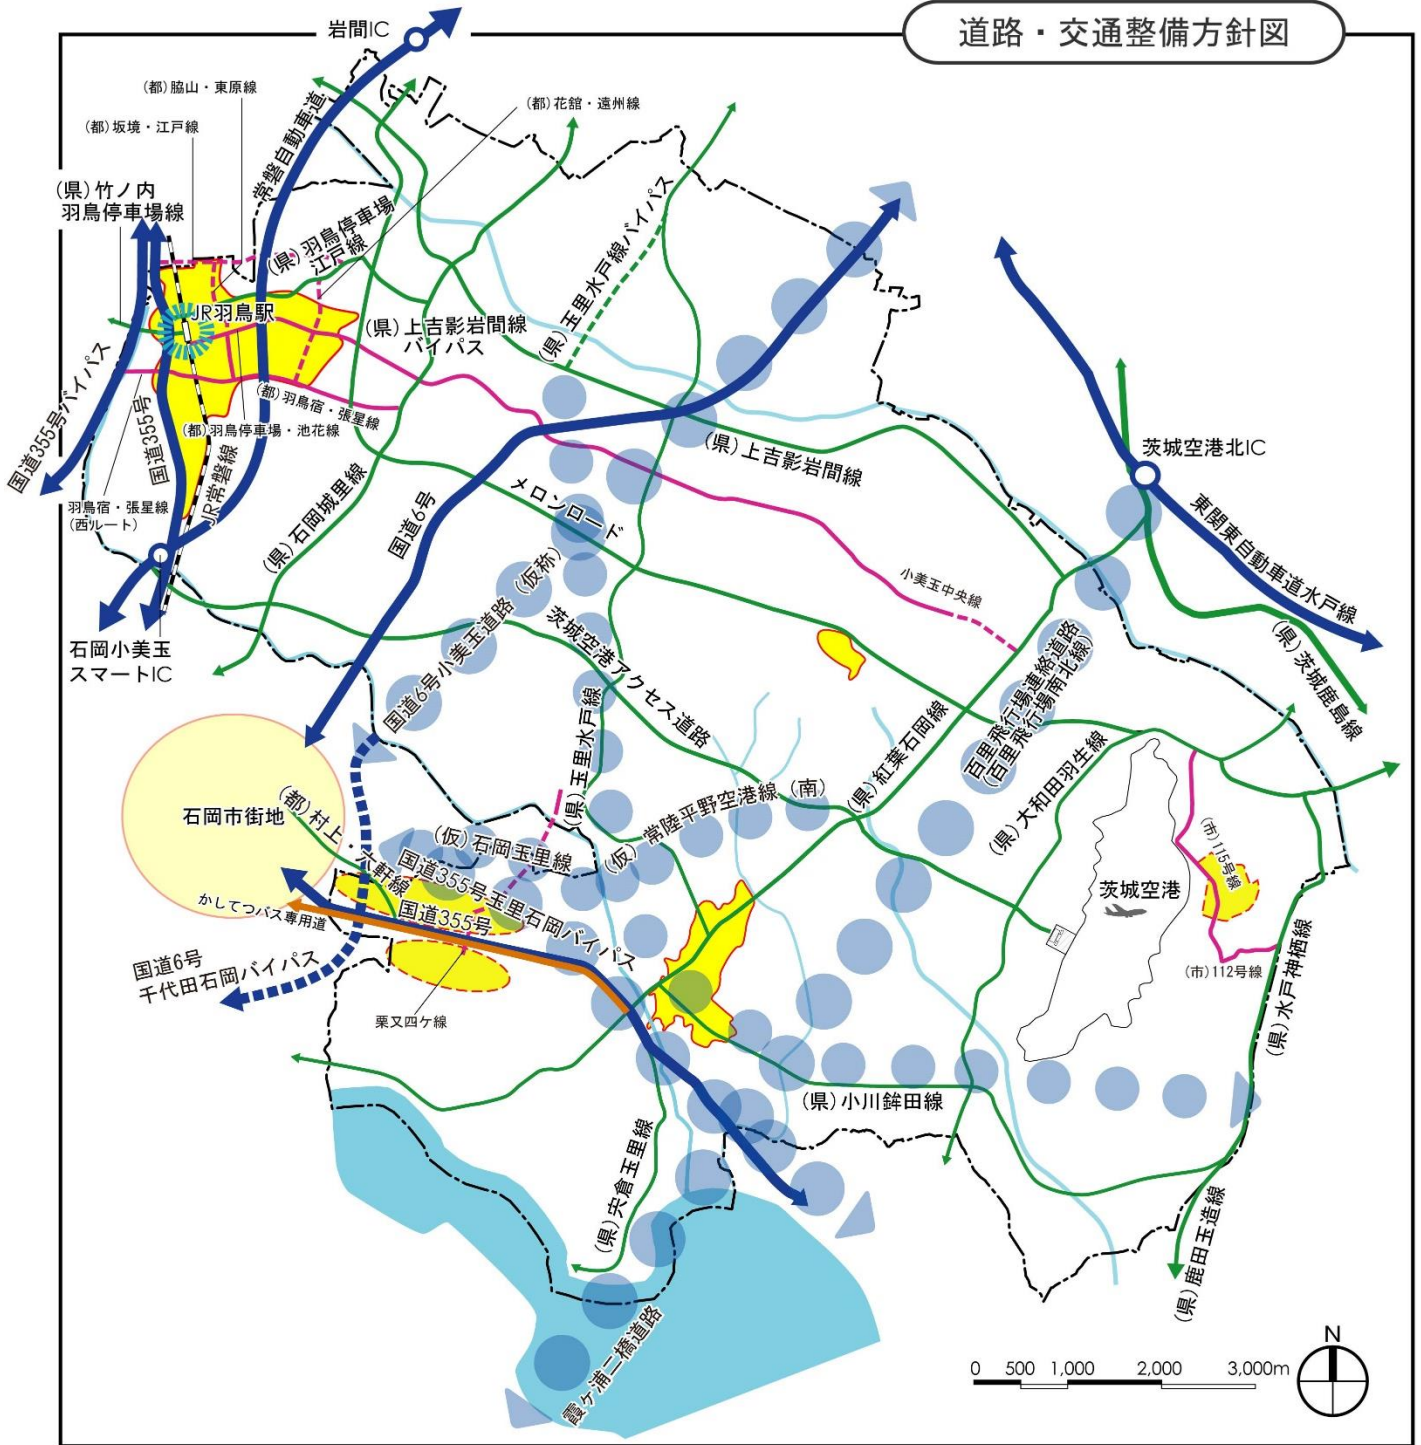 道路・交通整備方針図
岩間IC
(都)脇山・東原線
(都)花館・遠州線
(都)坂境・江戸線
常磐自動車道
(県)竹ノ内
羽鳥停車場線
(県)羽鳥停車場
江戸線
(県)玉里水戸線バイパス
JR羽鳥駅
(県)上吉影岩間線
バイパス
国道355号バイパス
国道355号
(都)羽鳥宿・張星線
(都)羽鳥停車場・池花線
JR常磐線
羽鳥宿・張星線
(西ルート)
(県)石岡城里線
国道6号
メロンロード
(県)上吉影岩間線
茨城空港北IC
東関東自動車道水戸線
小美玉中央線
石岡小美玉
スマートIC
国道6号小美玉道路(仮称)
茨城空港アクセス道路
百里飛行場連絡道路
(百里飛行場南北線)
(県)茨城鹿島線
(県)玉里水戸線
(県)紅葉石岡線
(県)大和田羽生線
石岡市街地
(都)村上・六軒線
(仮)石岡玉里線
(仮)常陸平野空港線(南)
(市)115号線
茨城空港
国道355号玉里石岡バイパス
国道355号
かしてつバス専用道
国道6号
千代田石岡バイパス
(市)112号線
(県)水戸神栖線
栗又四ケ線
(県)小川鉾田線
(県)宍倉玉里線
(県)鹿田玉造線
霞ヶ浦二橋道路
N
0 500 1,000 2,000 3,000m